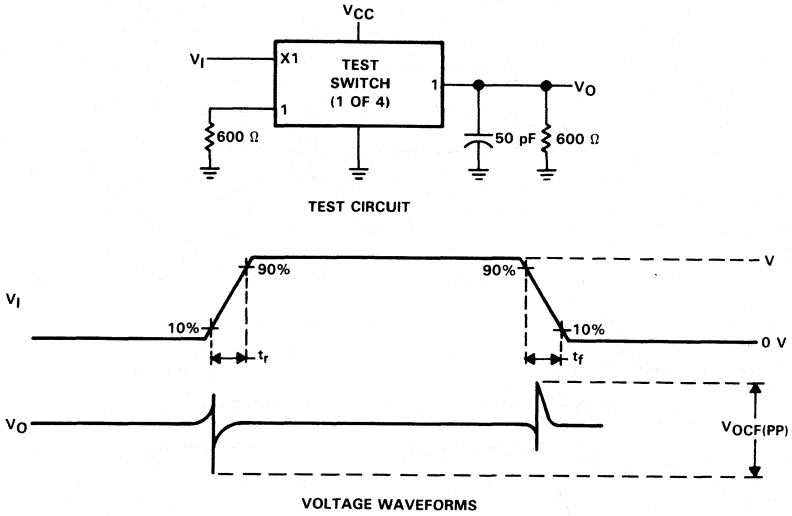 VCC
VI
X1
TEST
SWITCH
(1 OF 4)
1
1
VO
600 Ω
50 pF
600 Ω
TEST CIRCUIT
VI
90%
90%
V
10%
10%
0 V
tr
tf
VO
VOCF(PP)
VOLTAGE WAVEFORMS